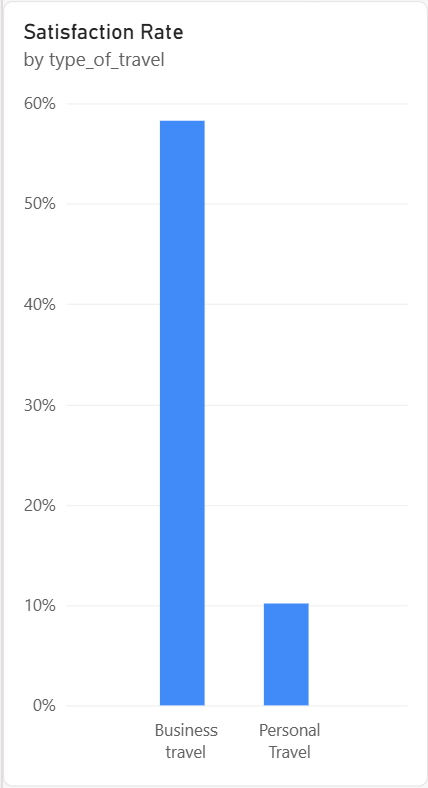 Satisfaction Rate
by type_of_travel
60%
50%
40%
30%
20%
10%
0%
Business
travel
Personal
Travel